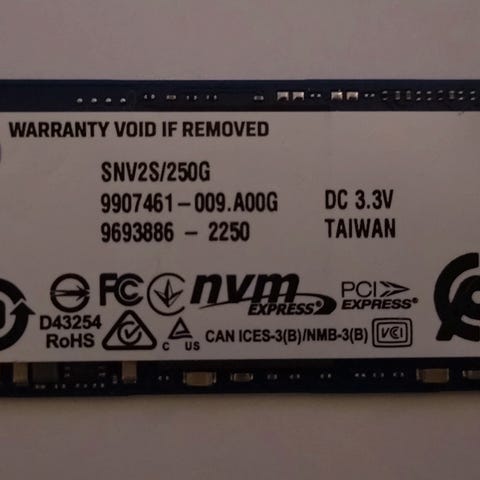 WARRANTY VOID IF REMOVED
SNV2S/250G
9907461-009.A00G DC 3.3V
9693886 - 2250 TAIWAN
FC nvm EXPRESS® PCI EXPRESS®
D43254
RoHS C US CAN ICES-3(B)/NMB-3(B) VCI